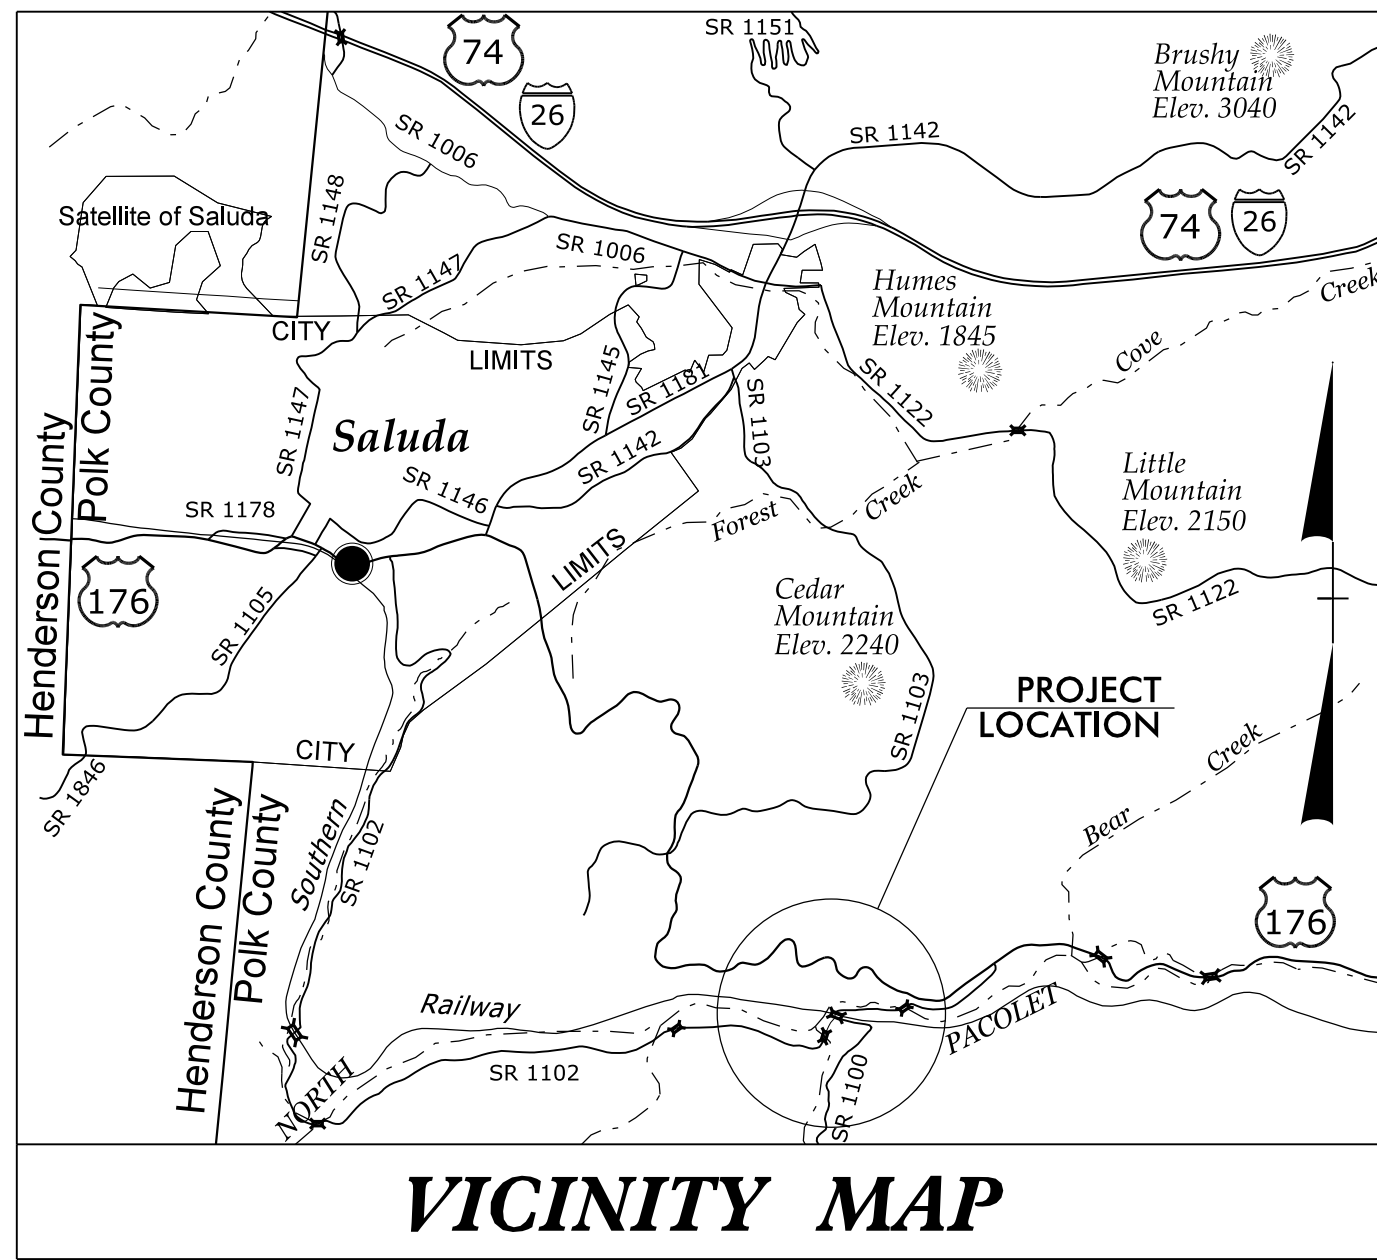 SR 1151
74
26
Brushy
Mountain
Elev. 3040
SR 1006
SR 1142
SR 1142
SR 1148
Satellite of Saluda
74
26
SR 1006
SR 1147
Humes
Mountain
Elev. 1845
Creek
CITY
LIMITS
Cove
Polk County
SR 1145
SR 1181
SR 1122
SR 1147
SR 1103
Saluda
SR 1142
Henderson County
Little
Mountain
Elev. 2150
SR 1146
SR 1178
Forest
Creek
LIMITS
176
SR 1105
Cedar
Mountain
Elev. 2240
SR 1122
SR 1103
PROJECT
LOCATION
CITY
SR 1846
Creek
Bear
Southern
SR 1102
Henderson County
Polk County
176
Railway
PACOLET
SR 1102
NORTH
SR 1100
VICINITY MAP